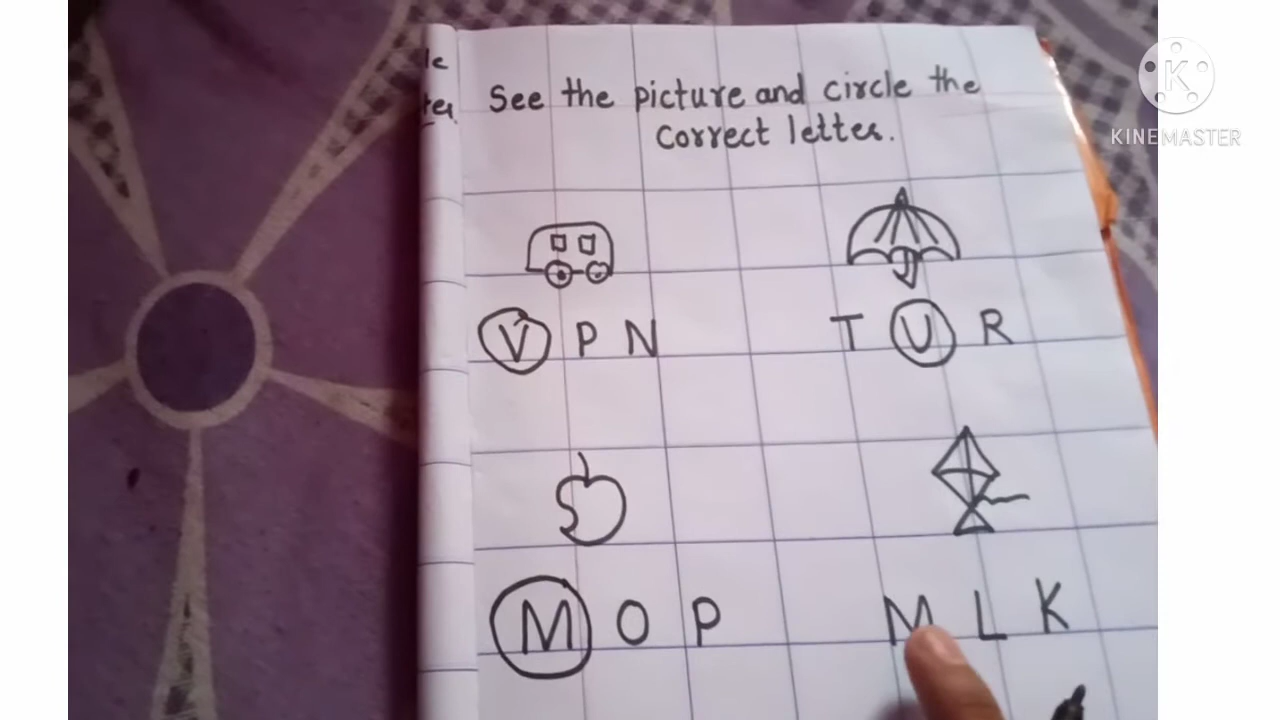 See the picture and circle the
correct letter.
V P N
T U R
M O P
M L K
K
KINEMASTER